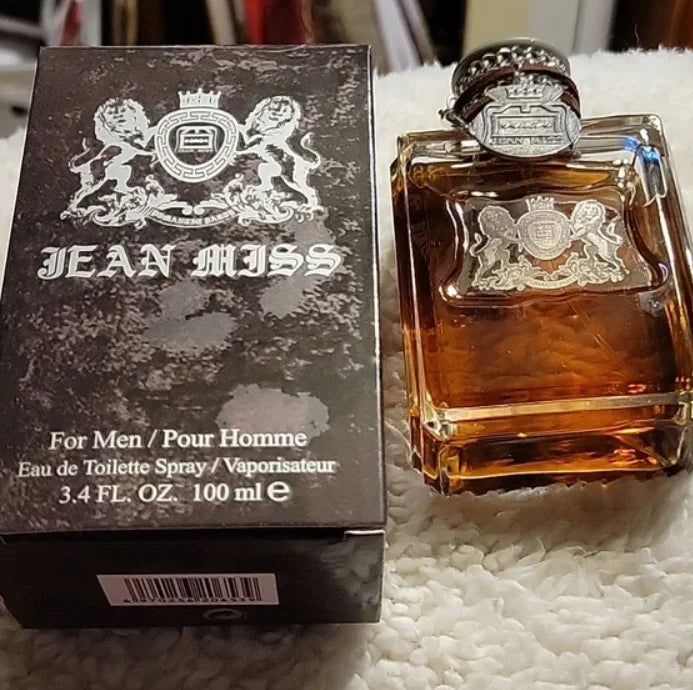 JEAN MISS
For Men / Pour Homme
Eau de Toilette Spray / Vaporisateur
3.4 FL. OZ. 100 ml ℮
JEAN MISS